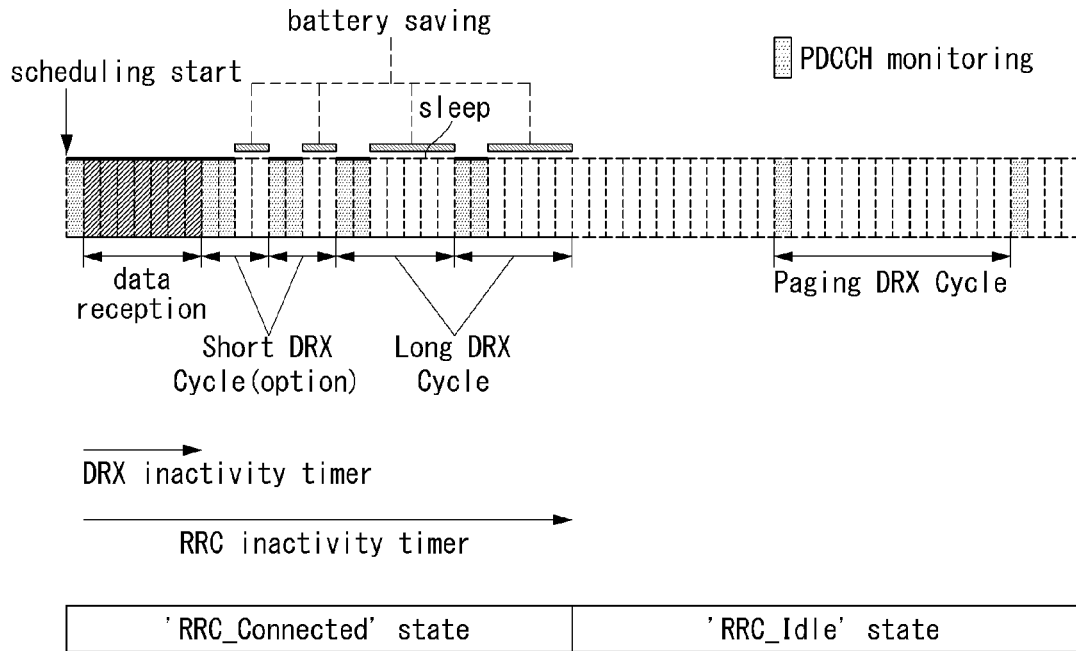 battery saving
PDCCH monitoring
scheduling start
sleep
data
reception
Paging DRX Cycle
Short DRX
Cycle(option)
Long DRX
Cycle
DRX inactivity timer
RRC inactivity timer
'RRC_Connected' state
'RRC_Idle' state